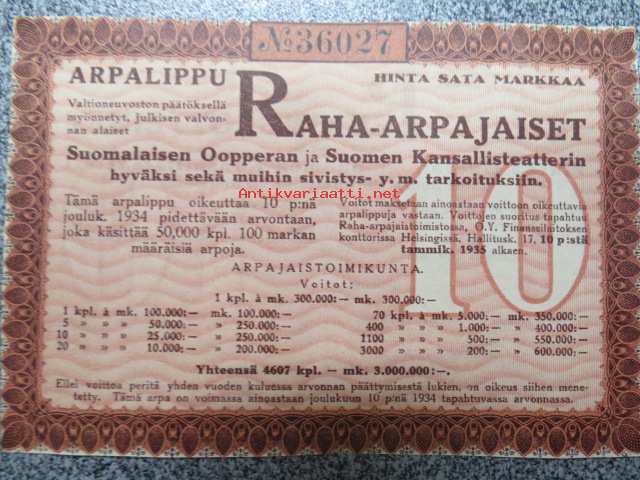 №36027
ARPALIPPU
HINTA SATA MARKKAA
Valtioneuvoston päätöksellä
myönnetyt, julkisen valvon-
nan alaiset
RAHA-ARPAJAISET
Suomalaisen Oopperan ja Suomen Kansallisteatterin
hyväksi sekä muihin sivistys- y. m. tarkoituksiin.
Antikvariaatti.net
Tämä arpalippu oikeuttaa 10 p:nä
jouluk. 1934 pidettävään arvontaan,
joka käsittää 50,000 kpl. 100 markan
määräisiä arpoja.
Voitot maksetaan ainoastaan voittoon oikeuttavia
arpalippuja vastaan. Voittojen suoritus tapahtuu
Raha-arpajaistoimistossa, O.Y. Finanssilaitoksen
konttorissa Helsingissä, Hallitusk. 17, 10 p:stä
tammik. 1935 alkaen.
10
ARPAJAISTOIMIKUNTA.
Voitot:
1 kpl. à mk. 300.000:— mk. 300.000:—
1 kpl. à mk. 100.000:— mk. 100.000:—
5 » » » 50.000:— » 250.000:—
10 » » » 25.000:— » 250.000:—
20 » » » 10.000:— » 200.000:—
70 kpl. à mk. 5.000:— mk. 350.000:—
400 » » » 1.000:— » 400.000:—
1100 » » » 500:— » 550.000:—
3000 » » » 200:— » 600.000:—
Yhteensä 4607 kpl. — mk. 3.000.000:—.
Ellei voittoa peritä yhden vuoden kuluessa arvonnan päättymisestä lukien, on oikeus siihen mene-
tetty. Tämä arpa on voimassa ainoastaan joulukuun 10 p:nä 1934 tapahtuvassa arvonnassa.